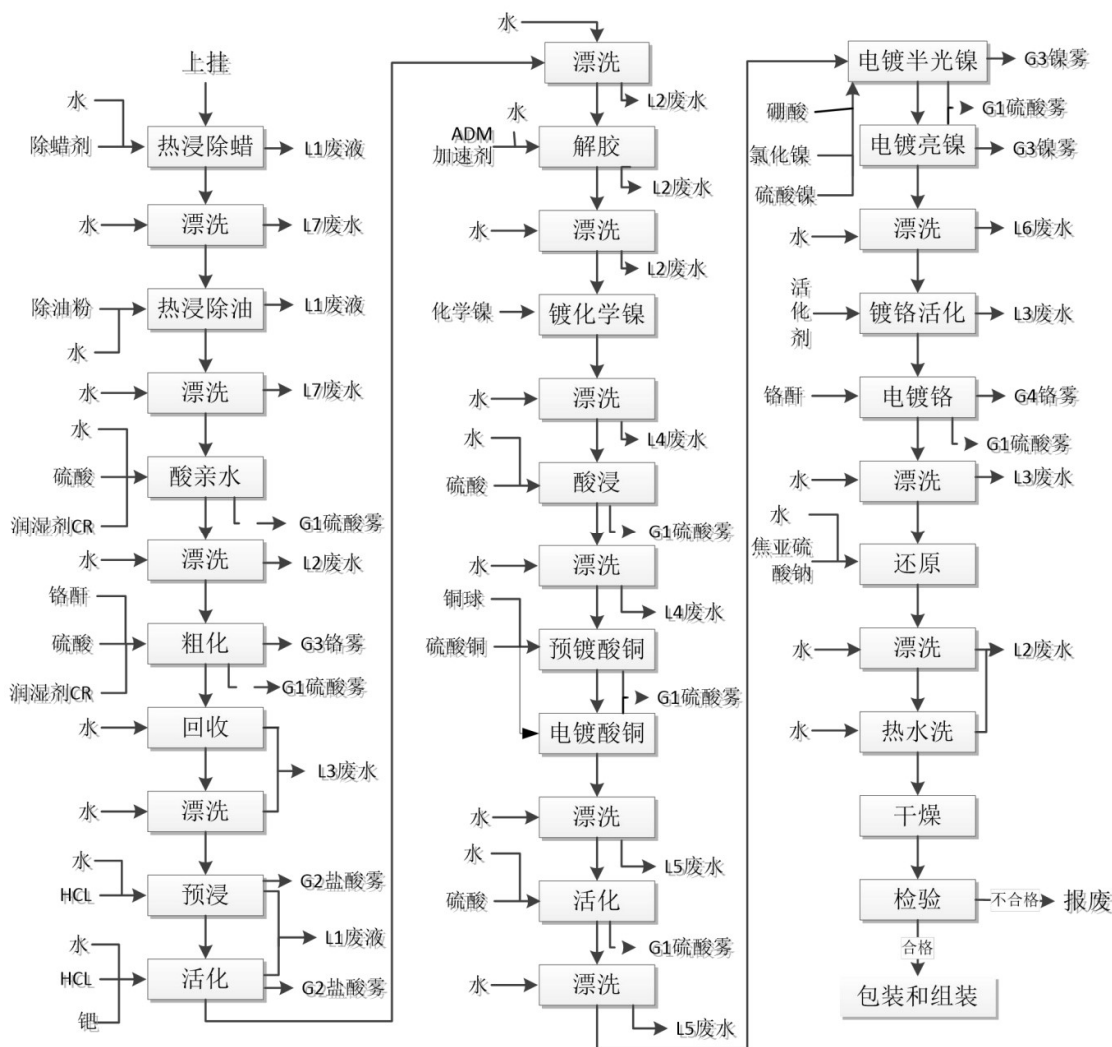 上挂
水
除蜡剂
热浸除蜡
L1废液
水
漂洗
L7废水
除油粉
水
热浸除油
L1废液
水
漂洗
L7废水
水
硫酸
润湿剂CR
酸亲水
G1硫酸雾
水
漂洗
L2废水
铬酐
硫酸
润湿剂CR
粗化
G3铬雾
G1硫酸雾
水
回收
L3废水
水
漂洗
水
HCL
预浸
G2盐酸雾
L1废液
水
HCL
钯
活化
G2盐酸雾
水
漂洗
L2废水
水
ADM
加速剂
解胶
L2废水
水
漂洗
L2废水
化学镍
镀化学镍
水
漂洗
L4废水
水
硫酸
酸浸
G1硫酸雾
水
漂洗
L4废水
铜球
硫酸铜
预镀酸铜
G1硫酸雾
电镀酸铜
水
漂洗
L5废水
水
硫酸
活化
G1硫酸雾
水
漂洗
L5废水
电镀半光镍
G3镍雾
G1硫酸雾
硼酸
氯化镍
硫酸镍
电镀亮镍
G3镍雾
水
漂洗
L6废水
活
化
剂
镀铬活化
L3废水
铬酐
电镀铬
G4铬雾
G1硫酸雾
水
漂洗
L3废水
水
焦亚硫
酸钠
还原
水
漂洗
L2废水
水
热水洗
干燥
检验
不合格
报废
合格
包装和组装